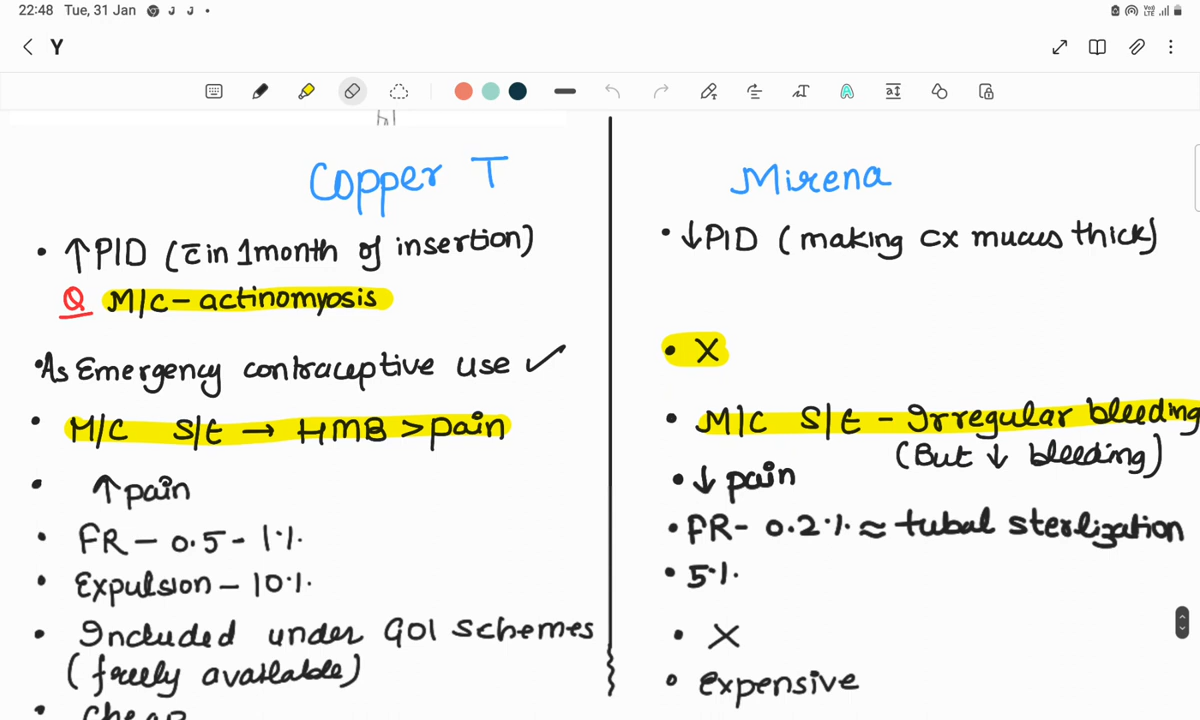 22:48 Tue, 31 Jan
Y
Copper T
• ↑PID (c̄in 1month of insertion)
Q M/C - actinomyosis
•As Emergency contraceptive use ✓
• M/C S/E → HMB > pain
• ↑pain
• FR - 0.5 - 1%.
• Expulsion - 10%.
• Included under GOI schemes
(freely available)
• cheap
Mirena
• ↓PID (making cx mucus thick)
• X
• M/C S/E - Irregular bleeding
(But ↓ bleeding)
• ↓ pain
• FR - 0.2%. ≈ tubal sterlization
• 5%.
• X
• expensive